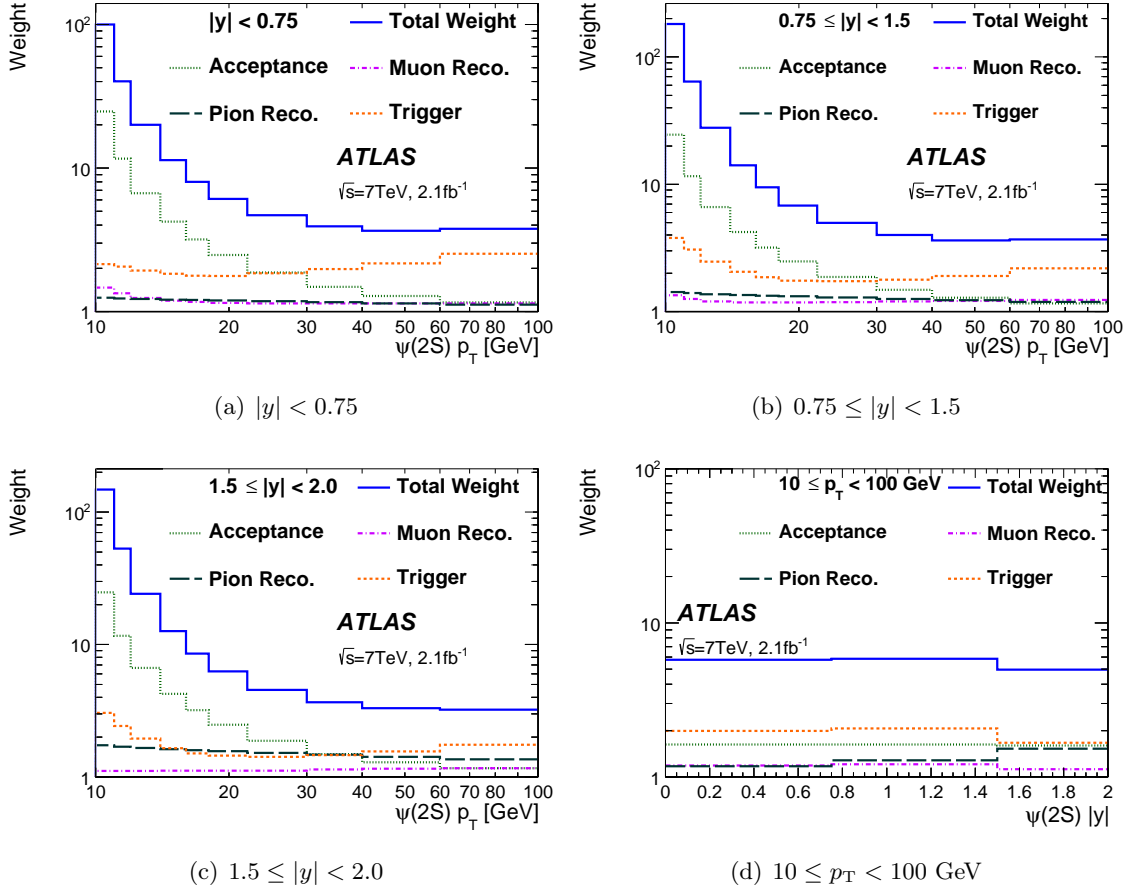 Weight
|y| < 0.75
Total Weight
Acceptance
Muon Reco.
Pion Reco.
Trigger
ATLAS
√s=7TeV, 2.1fb⁻¹
100
10
1
10 20 30 40 50 60 70 80 100
ψ(2S) p_T [GeV]
(a) |y| < 0.75
Weight
0.75 ≤ |y| < 1.5
Total Weight
Acceptance
Muon Reco.
Pion Reco.
Trigger
ATLAS
√s=7TeV, 2.1fb⁻¹
10²
10
1
10 20 30 40 50 60 70 80 100
ψ(2S) p_T [GeV]
(b) 0.75 ≤ |y| < 1.5
Weight
1.5 ≤ |y| < 2.0
Total Weight
Acceptance
Muon Reco.
Pion Reco.
Trigger
ATLAS
√s=7TeV, 2.1fb⁻¹
10²
10
1
10 20 30 40 50 60 70 80 100
ψ(2S) p_T [GeV]
(c) 1.5 ≤ |y| < 2.0
Weight
10 ≤ p_T < 100 GeV
Total Weight
Acceptance
Muon Reco.
Pion Reco.
Trigger
ATLAS
√s=7TeV, 2.1fb⁻¹
10²
10
1
0 0.2 0.4 0.6 0.8 1 1.2 1.4 1.6 1.8 2
ψ(2S) |y|
(d) 10 ≤ p_T < 100 GeV